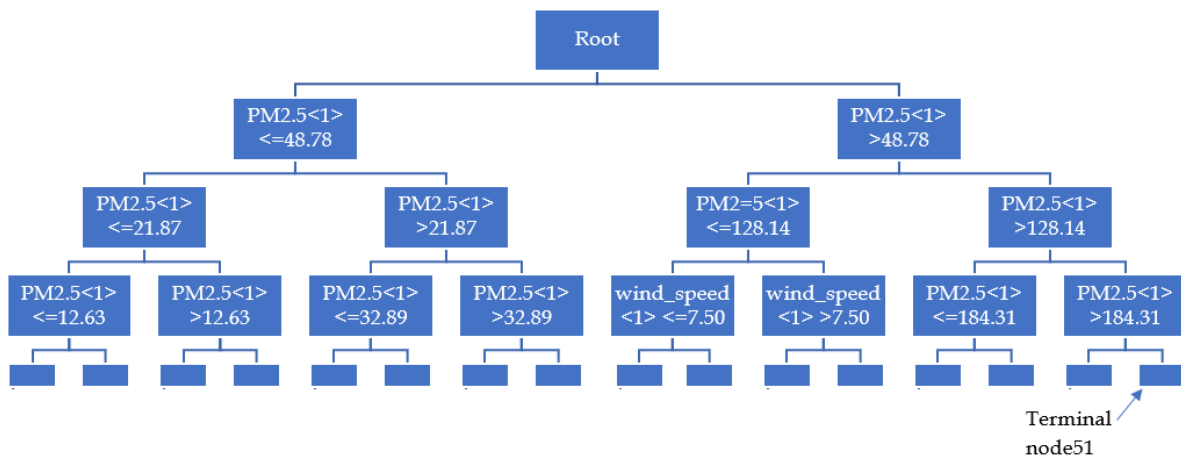 Root
PM2.5<1>
<=48.78
PM2.5<1>
>48.78
PM2.5<1>
<=21.87
PM2.5<1>
>21.87
PM2=5<1>
<=128.14
PM2.5<1>
>128.14
PM2.5<1>
<=12.63
PM2.5<1>
>12.63
PM2.5<1>
<=32.89
PM2.5<1>
>32.89
wind_speed
<1> <=7.50
wind_speed
<1> >7.50
PM2.5<1>
<=184.31
PM2.5<1>
>184.31
Terminal
node51